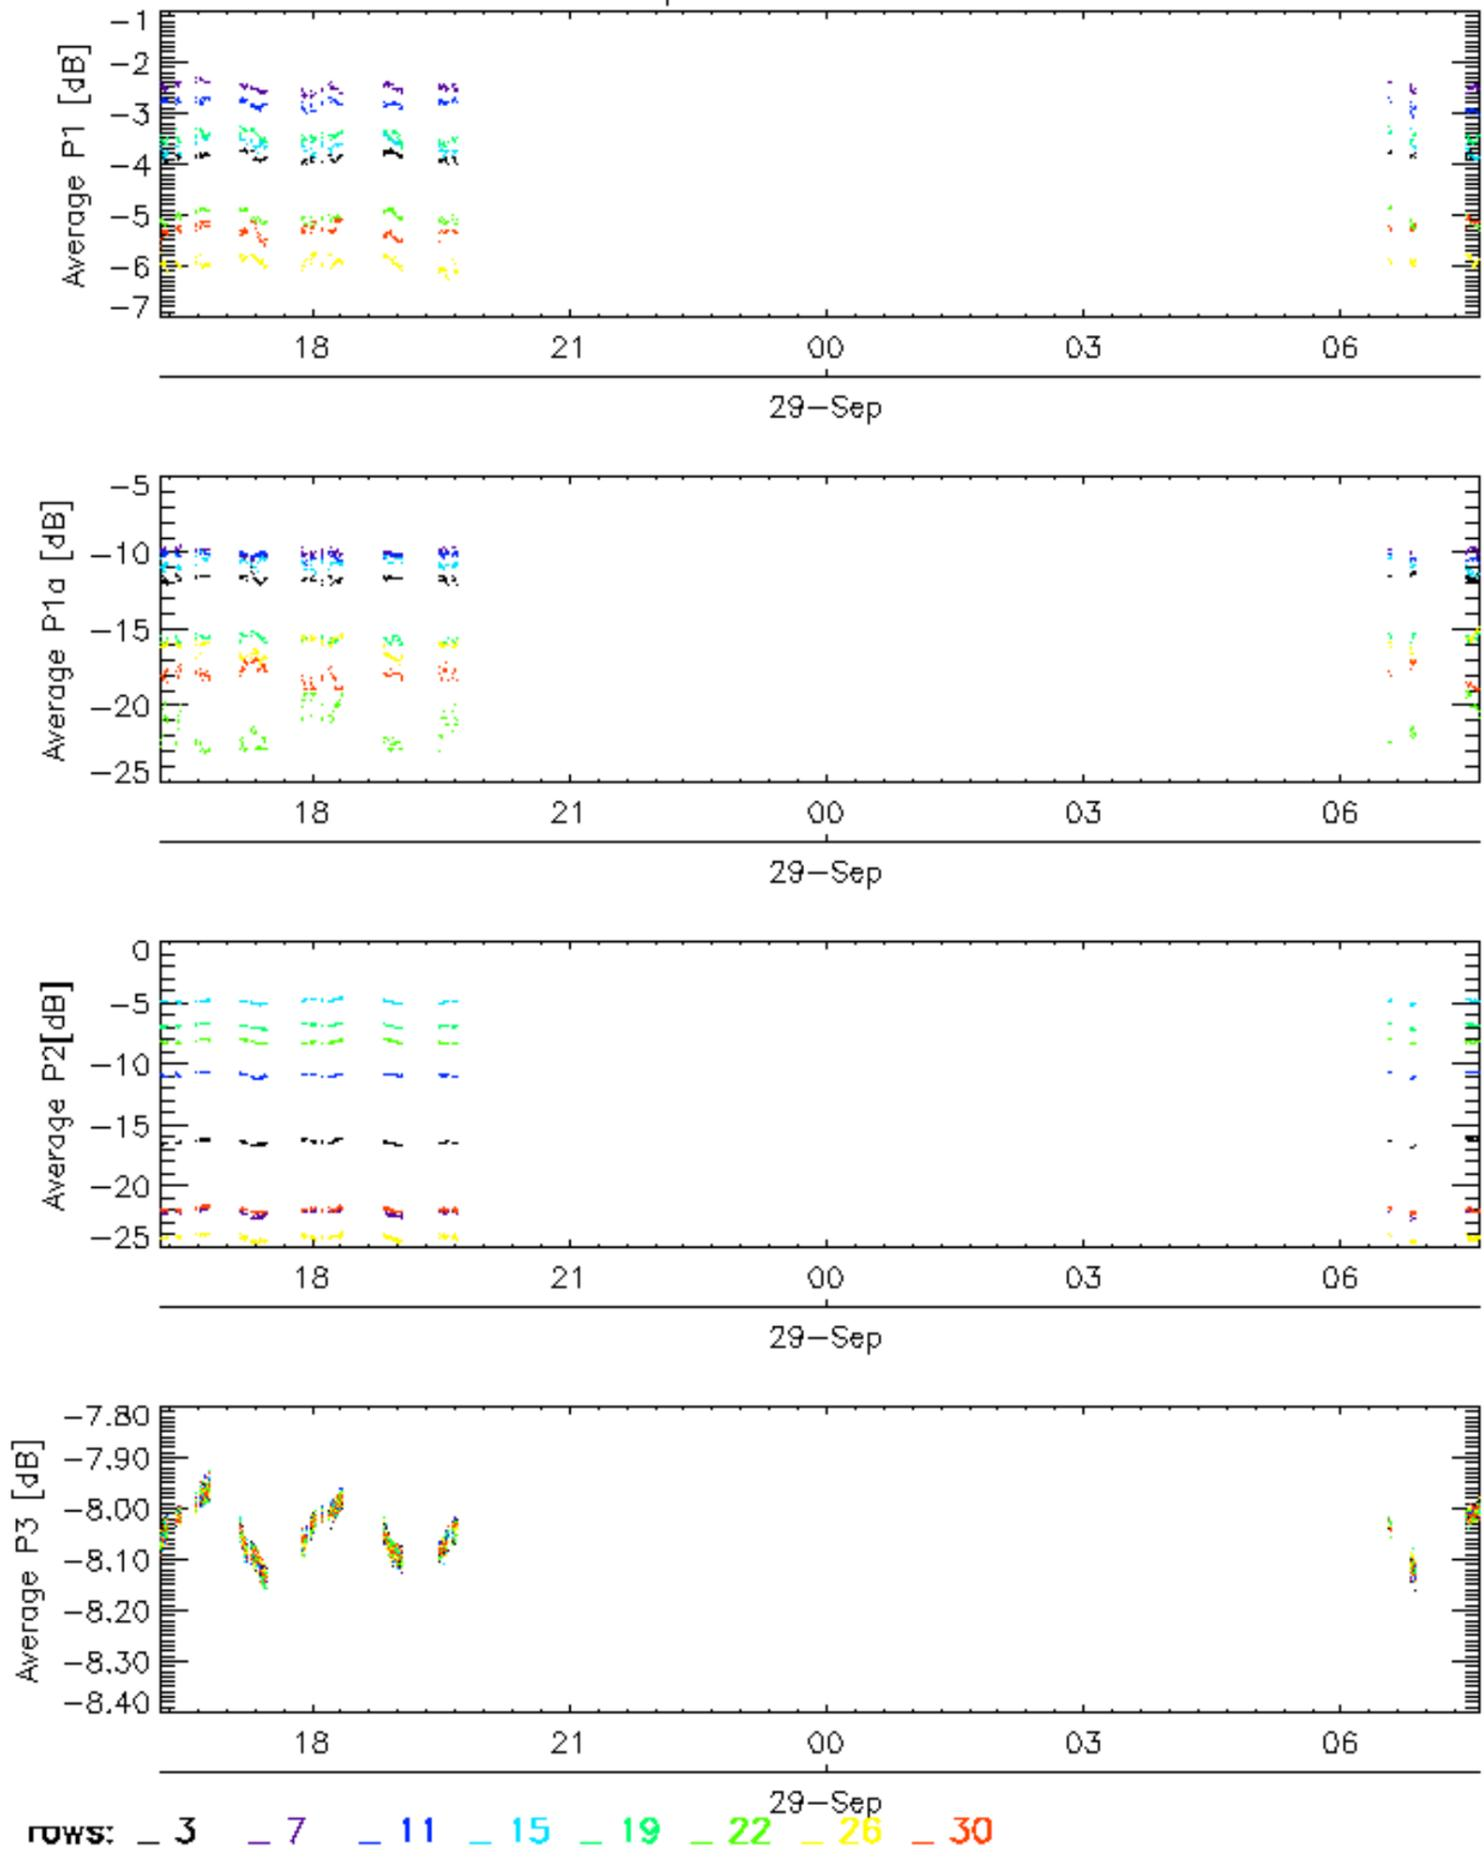 Average P1 [dB]
−1
−2
−3
−4
−5
−6
−7
18 21 00 03 06
29−Sep
Average P1a [dB]
−5
−10
−15
−20
−25
18 21 00 03 06
29−Sep
Average P2[dB]
0
−5
−10
−15
−20
−25
18 21 00 03 06
29−Sep
Average P3 [dB]
−7.80
−7.90
−8.00
−8.10
−8.20
−8.30
−8.40
18 21 00 03 06
29−Sep
rows: _ 3 _ 7 _ 11 _ 15 _ 19 _ 22 _ 26 _ 30